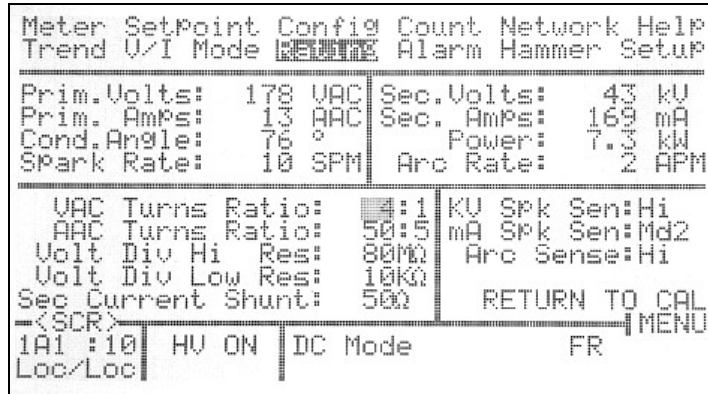 Meter Setpoint Config Count Network Help
Trend V/I Mode Rating Alarm Hammer Setup
Prim.Volts: 178 VAC
Prim. Amps: 13 AAC
Cond.Angle: 76 °
Spark Rate: 10 SPM
Sec.Volts: 43 kV
Sec. Amps: 169 mA
Power: 7.3 kW
Arc Rate: 2 APM
VAC Turns Ratio: 4:1
AAC Turns Ratio: 50:5
Volt Div Hi Res: 80MΩ
Volt Div Low Res: 10KΩ
Sec Current Shunt: 50Ω
KV Spk Sen:Hi
mA Spk Sen:Md2
Arc Sense:Hi
RETURN TO CAL
MENU
<SCR>
1A1 :10
Loc/Loc
HV ON
DC Mode
FR